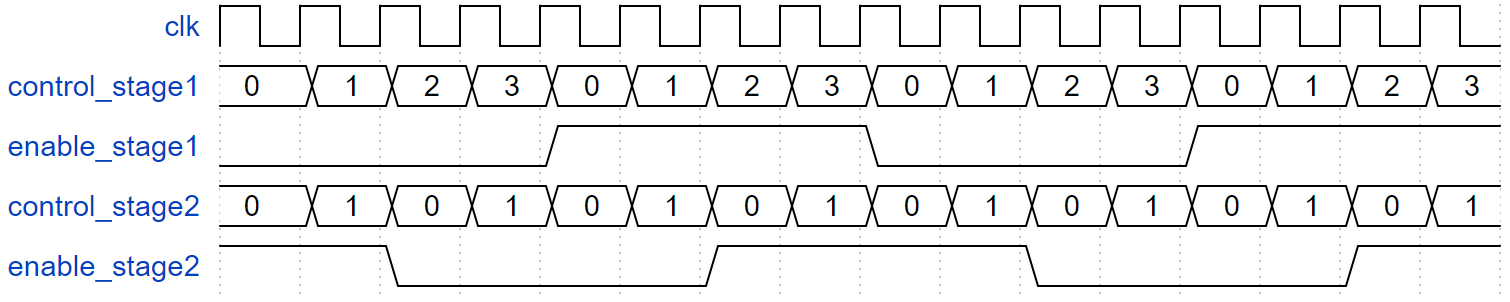 clk
control_stage1 0 1 2 3 0 1 2 3 0 1 2 3 0 1 2 3
enable_stage1
control_stage2 0 1 0 1 0 1 0 1 0 1 0 1 0 1 0 1
enable_stage2